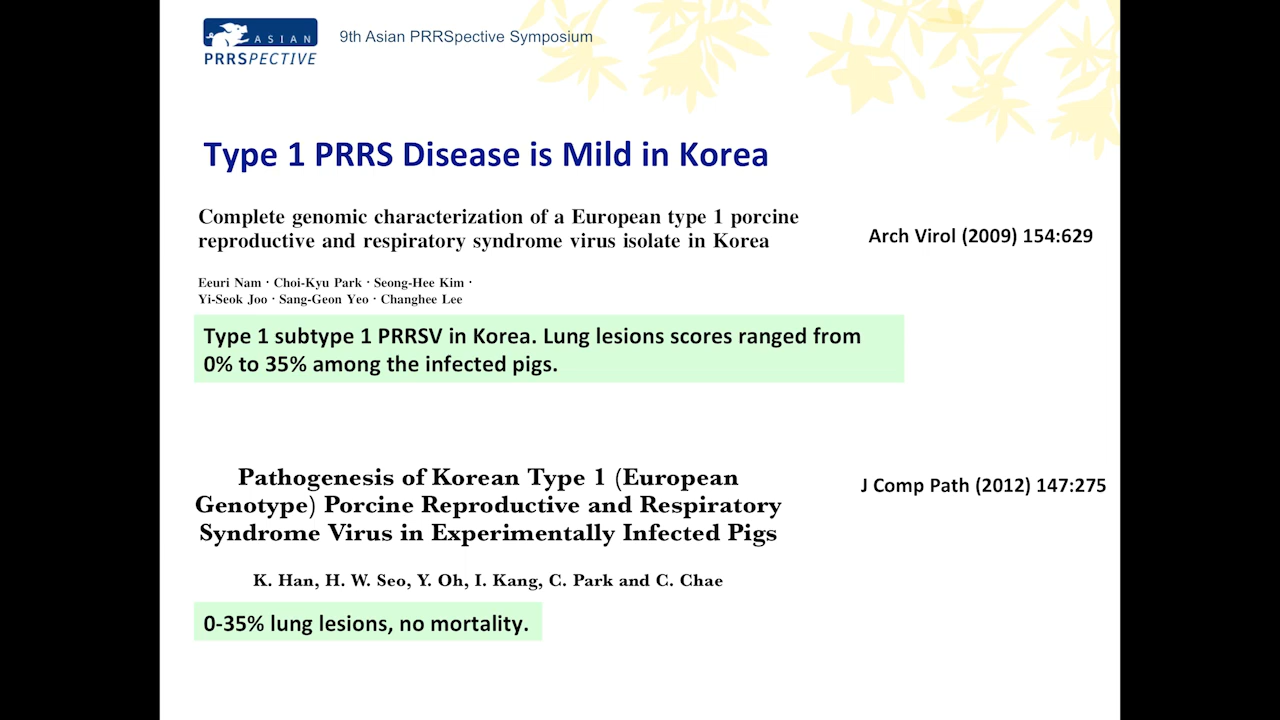 ASIAN
PRRSPECTIVE
9th Asian PRRSpective Symposium
Type 1 PRRS Disease is Mild in Korea
Complete genomic characterization of a European type 1 porcine
reproductive and respiratory syndrome virus isolate in Korea
Arch Virol (2009) 154:629
Eeuri Nam · Choi-Kyu Park · Seong-Hee Kim ·
Yi-Seok Joo · Sang-Geon Yeo · Changhee Lee
Type 1 subtype 1 PRRSV in Korea. Lung lesions scores ranged from
0% to 35% among the infected pigs.
Pathogenesis of Korean Type 1 (European
Genotype) Porcine Reproductive and Respiratory
Syndrome Virus in Experimentally Infected Pigs
J Comp Path (2012) 147:275
K. Han, H. W. Seo, Y. Oh, I. Kang, C. Park and C. Chae
0-35% lung lesions, no mortality.